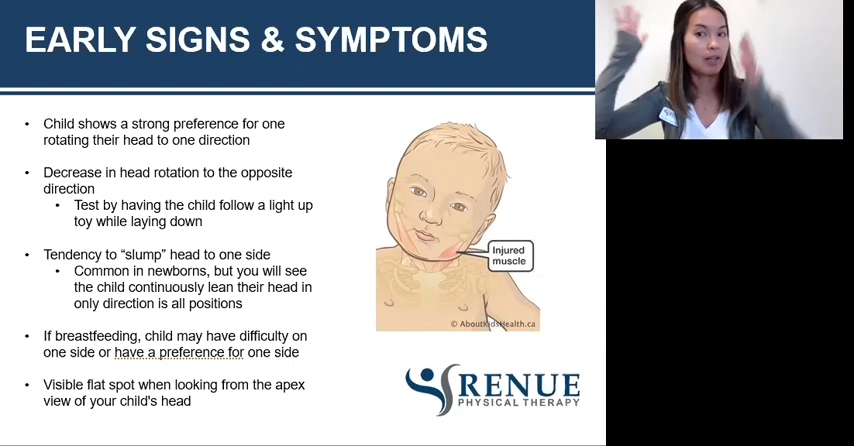 EARLY SIGNS & SYMPTOMS
• Child shows a strong preference for one
rotating their head to one direction
• Decrease in head rotation to the opposite
direction
• Test by having the child follow a light up
toy while laying down
• Tendency to “slump” head to one side
• Common in newborns, but you will see
the child continuously lean their head in
only direction is all positions
• If breastfeeding, child may have difficulty on
one side or have a preference for one side
• Visible flat spot when looking from the apex
view of your child's head
Injured
muscle
© AboutKidsHealth.ca
RENUE
PHYSICAL THERAPY